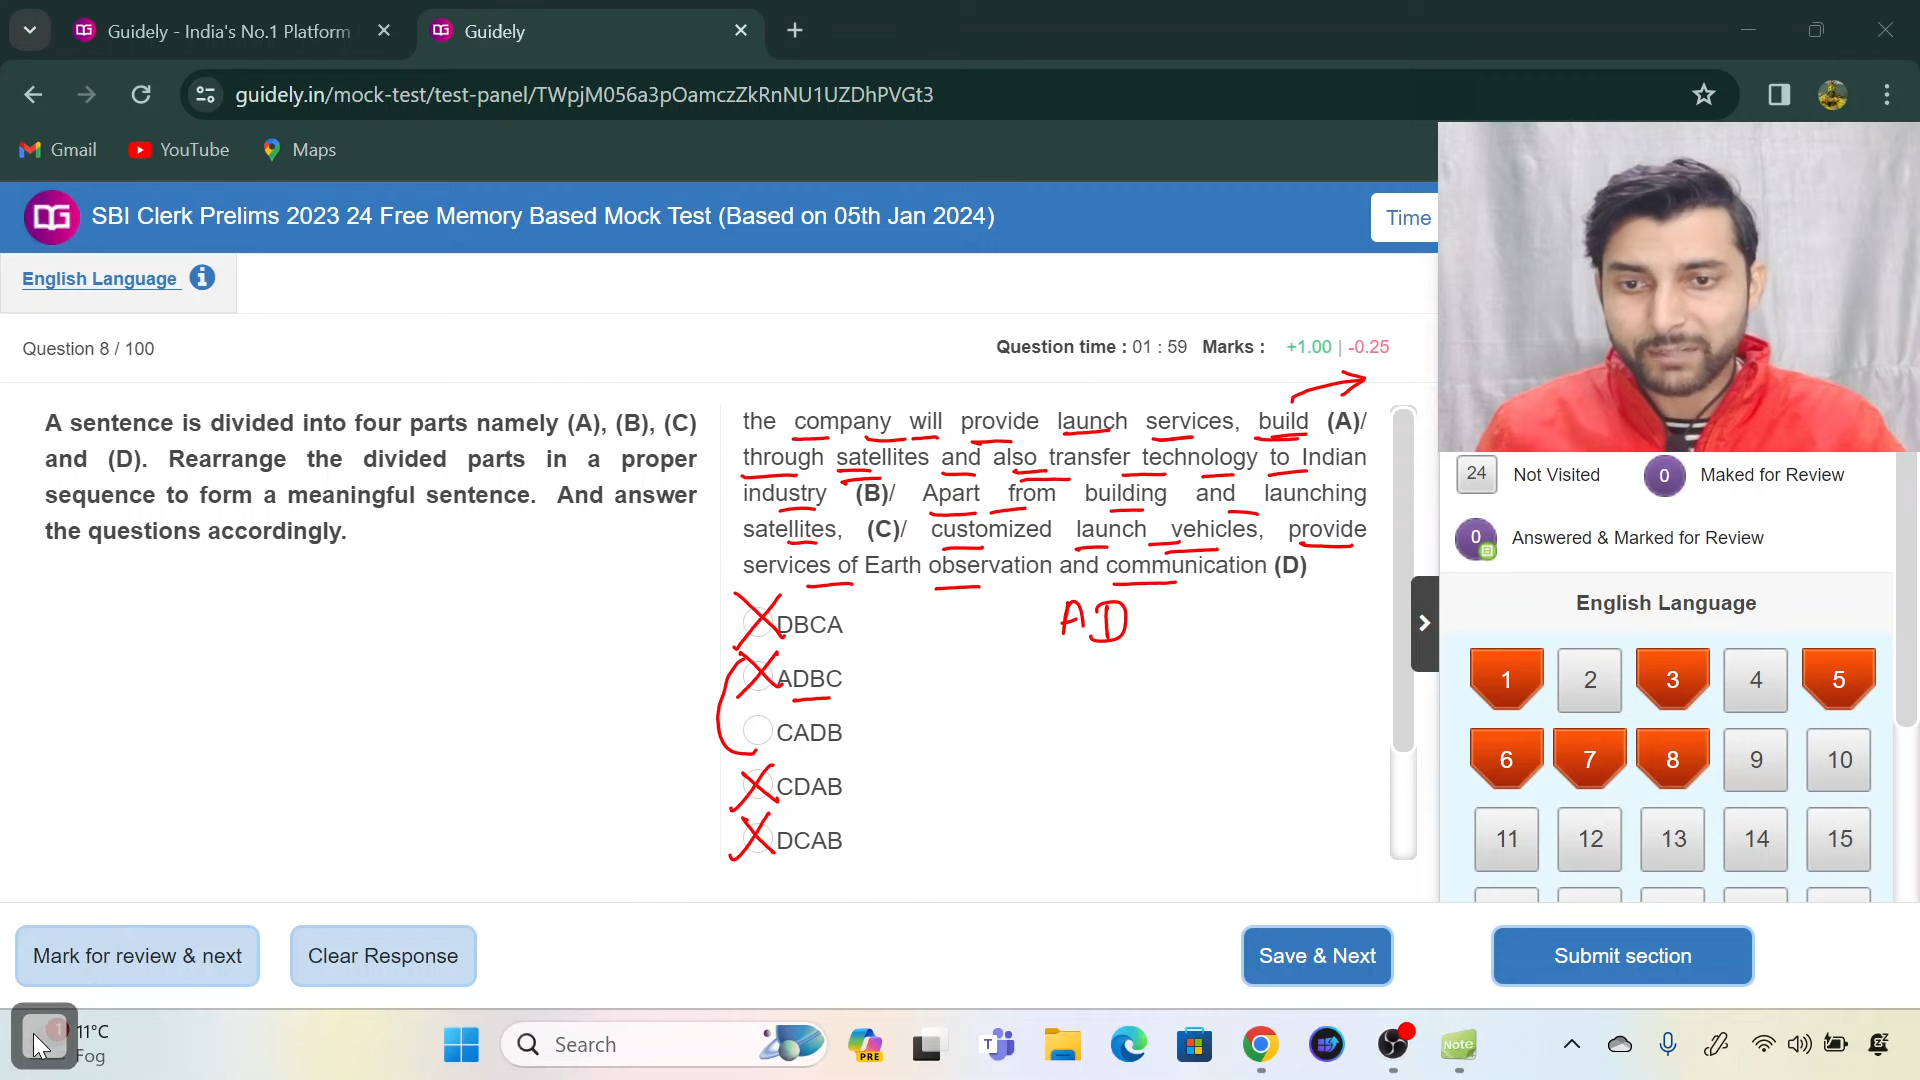 Guidely - India's No.1 Platform
Guidely
guidely.in/mock-test/test-panel/TWpjM056a3pOamczZkRnNU1UZDhPVGt3
Gmail
YouTube
Maps
DG
SBI Clerk Prelims 2023 24 Free Memory Based Mock Test (Based on 05th Jan 2024)
Time
English Language
Question 8 / 100
Question time : 01 : 59 Marks : +1.00 | -0.25
A sentence is divided into four parts namely (A), (B), (C)
and (D). Rearrange the divided parts in a proper
sequence to form a meaningful sentence. And answer
the questions accordingly.
the company will provide launch services, build (A)/
through satellites and also transfer technology to Indian
industry (B)/ Apart from building and launching
satellites, (C)/ customized launch vehicles, provide
services of Earth observation and communication (D)
AD
DBCA
ADBC
CADB
CDAB
DCAB
24 Not Visited
0 Maked for Review
0 Answered & Marked for Review
English Language
1 2 3 4 5
6 7 8 9 10
11 12 13 14 15
Mark for review & next
Clear Response
Save & Next
Submit section
1
11°C
Fog
Search
PRE
T
Note